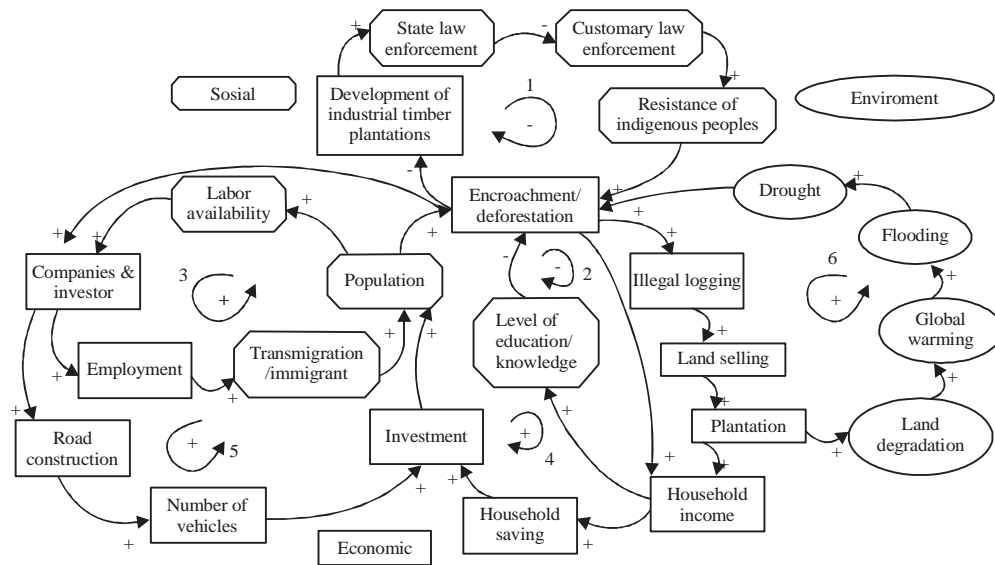 +
State law
enforcement
-
Customary law
enforcement
+
Sosial
Development of
industrial timber
plantations
1
-
Resistance of
indigenous peoples
Enviroment
-
+
Labor
availability
+
Encroachment/
deforestation
+
+
+
Drought
+
Flooding
+
+
Companies &
investor
3
+
Population
+
-
-
2
Illegal logging
6
+
+
Global
warming
+
Employment
+
Transmigration
/immigrant
+
+
Level of
education/
knowledge
+
Land selling
+
+
Road
construction
+
5
Investment
+
4
+
Plantation
+
Land
degradation
+
+
+
+
Number of
vehicles
+
Household
saving
+
Household
income
Economic